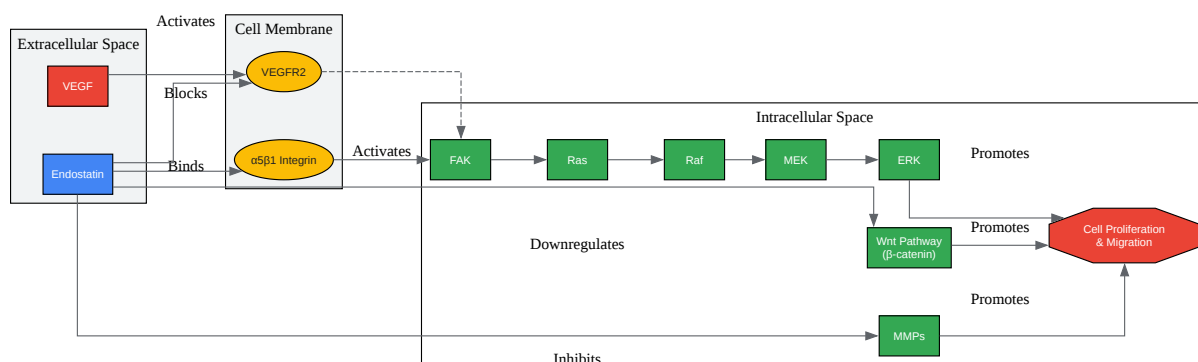 Activates
Extracellular Space
Cell Membrane
VEGF
VEGFR2
Blocks
Intracellular Space
Endostatin
Binds
α5β1 Integrin
Activates
FAK
Ras
Raf
MEK
ERK
Promotes
Downregulates
Wnt Pathway
(β-catenin)
Promotes
Cell Proliferation
& Migration
Promotes
MMPs
Inhibits